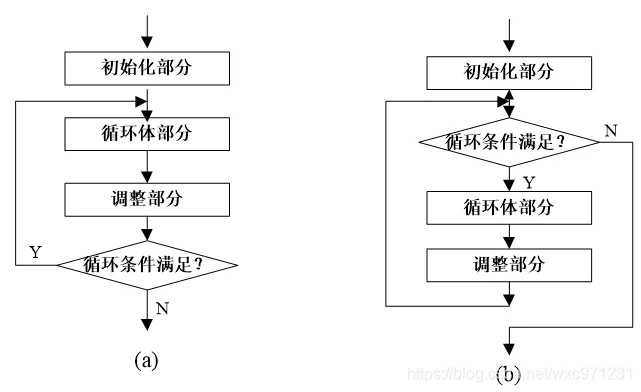 初始化部分
循环体部分
调整部分
循环条件满足？
Y
N
(a)
初始化部分
循环条件满足？
N
Y
循环体部分
调整部分
(b)
https://blog.csdn.net/wxc971231